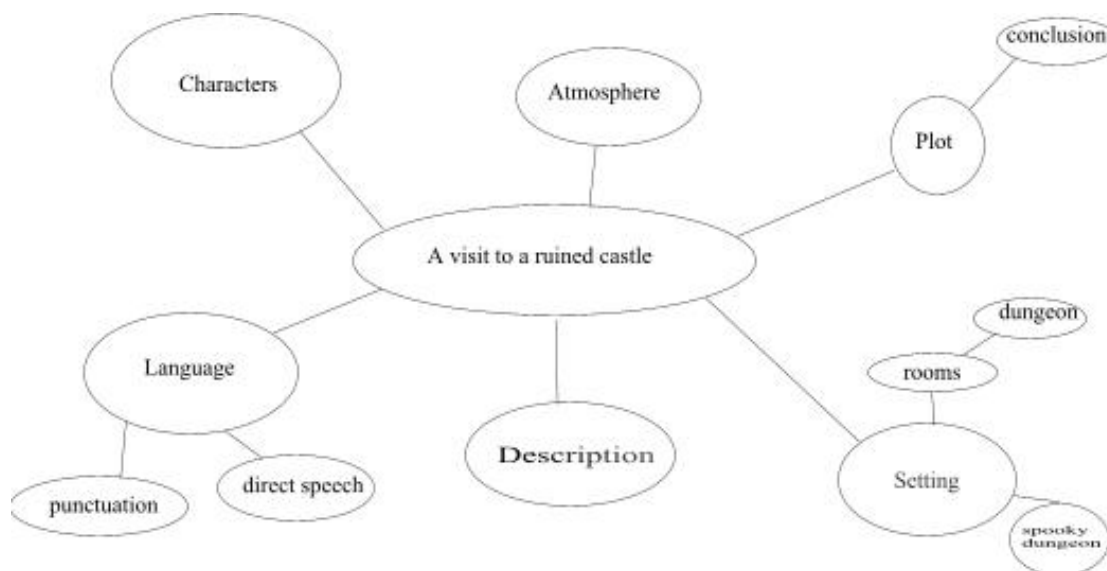 conclusion
Characters
Atmosphere
Plot
A visit to a ruined castle
dungeon
Language
rooms
Description
Setting
direct speech
punctuation
spooky
dungeon